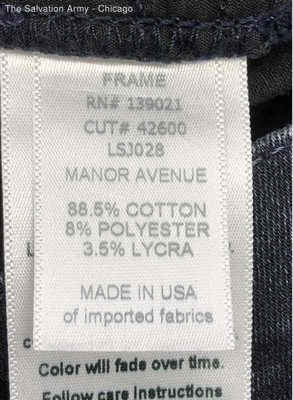 The Salvation Army - Chicago
FRAME
RN# 139021
CUT# 42600
LSJ028
MANOR AVENUE
88.5% COTTON
8% POLYESTER
3.5% LYCRA
MADE IN USA
of imported fabrics
Color will fade over time.
Follow care instructions